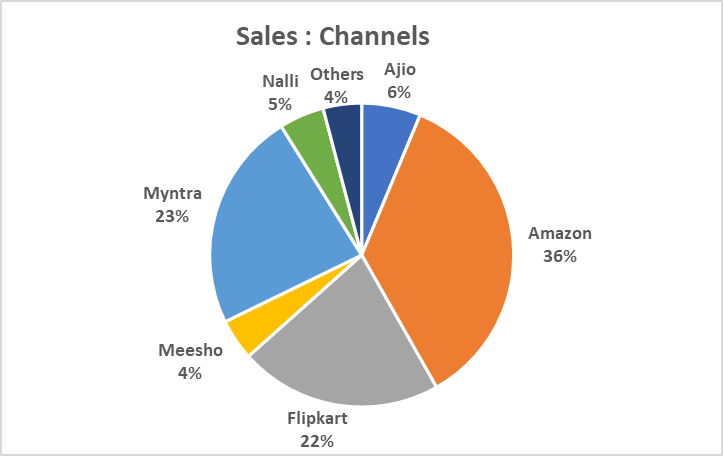 Sales : Channels
Ajio
6%
Amazon
36%
Flipkart
22%
Meesho
4%
Myntra
23%
Nalli
5%
Others
4%